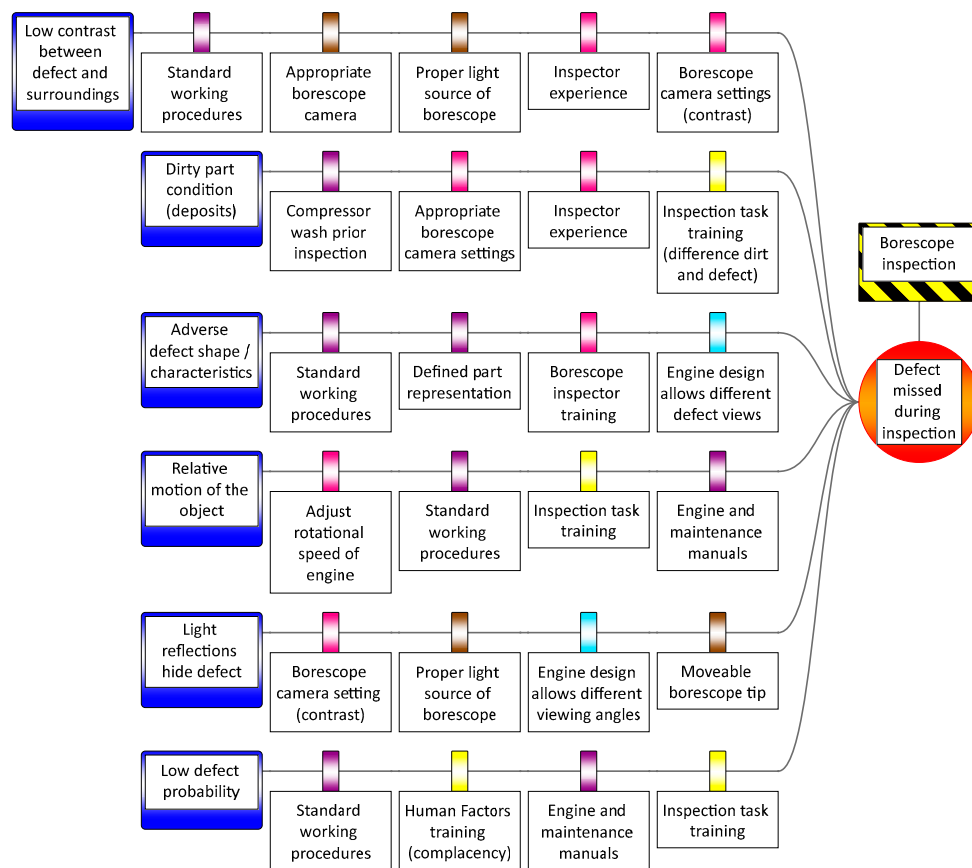 Low contrast
between
defect and
surroundings
Standard
working
procedures
Appropriate
borescope
camera
Proper light
source of
borescope
Inspector
experience
Borescope
camera settings
(contrast)
Dirty part
condition
(deposits)
Compressor
wash prior
inspection
Appropriate
borescope
camera settings
Inspector
experience
Inspection task
training
(difference dirt
and defect)
Borescope
inspection
Adverse
defect shape /
characteristics
Standard
working
procedures
Defined part
representation
Borescope
inspector
training
Engine design
allows different
defect views
Defect
missed
during
inspection
Relative
motion of the
object
Adjust
rotational
speed of
engine
Standard
working
procedures
Inspection task
training
Engine and
maintenance
manuals
Light
reflections
hide defect
Borescope
camera setting
(contrast)
Proper light
source of
borescope
Engine design
allows different
viewing angles
Moveable
borescope tip
Low defect
probability
Standard
working
procedures
Human Factors
training
(complacency)
Engine and
maintenance
manuals
Inspection task
training